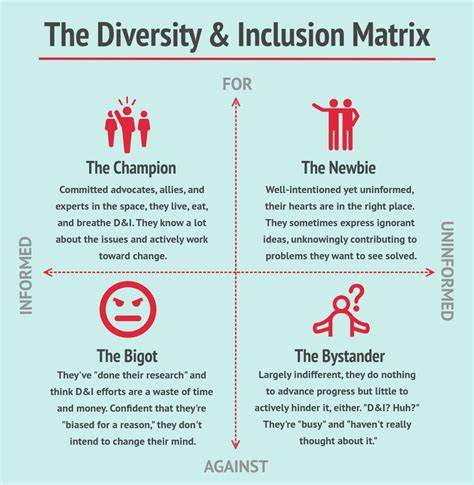 The Diversity & Inclusion Matrix
FOR
The Champion
Committed advocates, allies, and
experts in the space, they live, eat,
and breathe D&I. They know a lot
about the issues and actively work
toward change.
The Newbie
Well-intentioned yet uninformed,
their hearts are in the right place.
They sometimes express ignorant
ideas, unknowingly contributing to
problems they want to see solved.
INFORMED
UNINFORMED
The Bigot
They've "done their research" and
think D&I efforts are a waste of time
and money. Confident that they're
"biased for a reason," they don't
intend to change their mind.
?
The Bystander
Largely indifferent, they do nothing
to advance progress but little to
actively hinder it, either. "D&I? Huh?"
They're "busy" and "haven't really
thought about it."
AGAINST